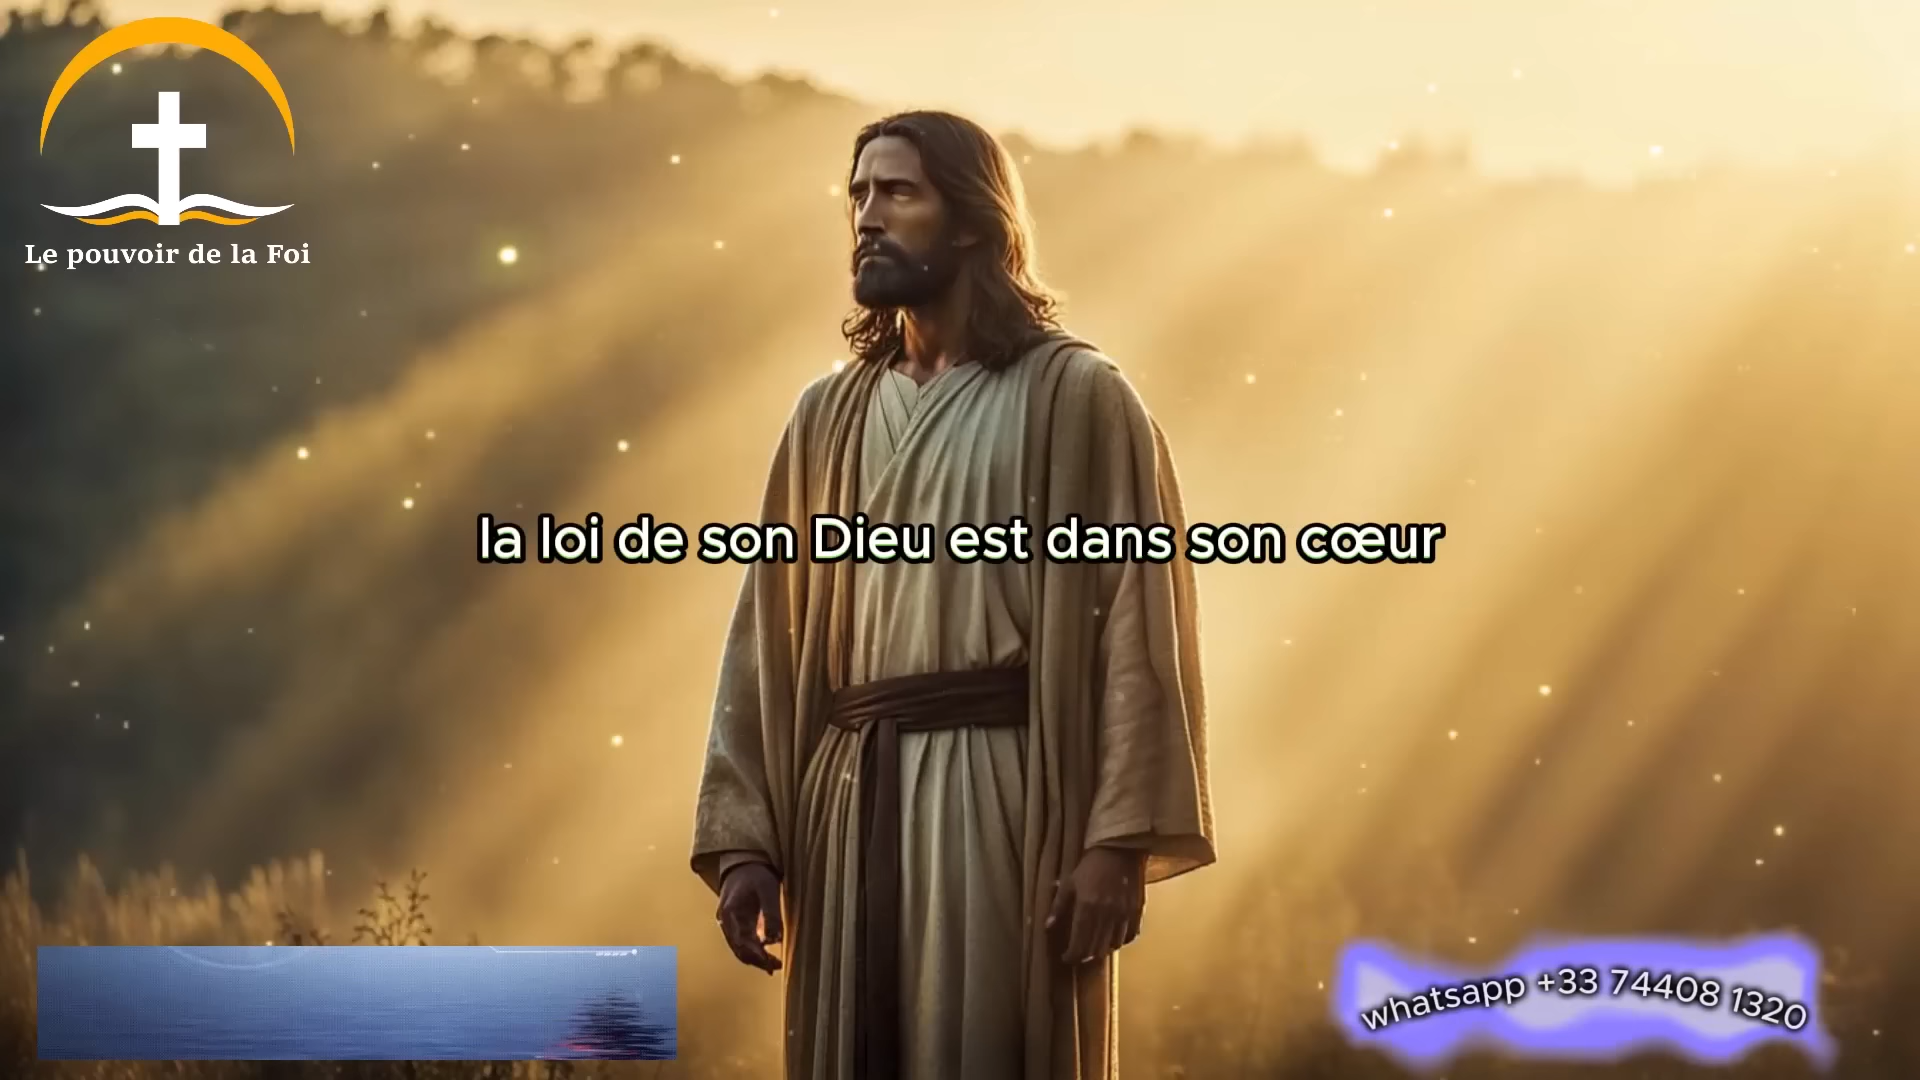 Le pouvoir de la Foi
la loi de son Dieu est dans son cœur
whatsapp +33 74408 1320